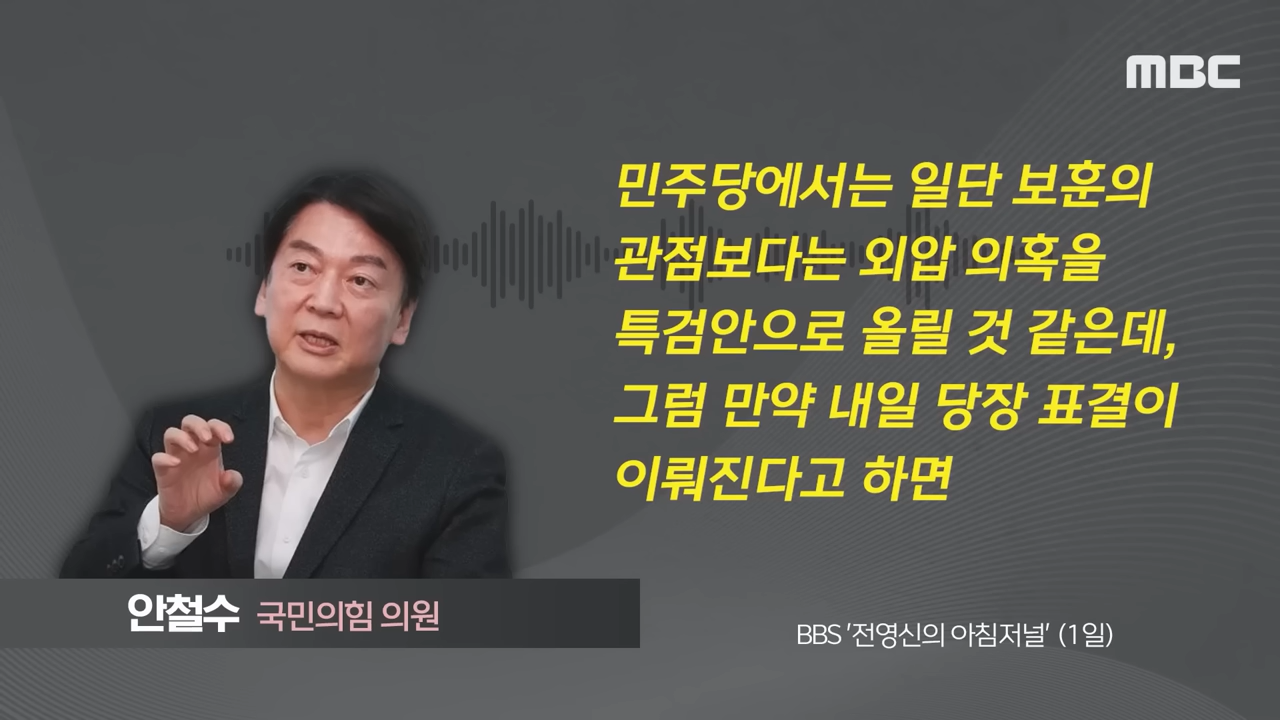 MBC
민주당에서는 일단 보훈의
관점보다는 외압 의혹을
특검안으로 올릴 것 같은데,
그럼 만약 내일 당장 표결이
이뤄진다고 하면
안철수 국민의힘 의원
BBS '전영신의 아침저널' (1일)